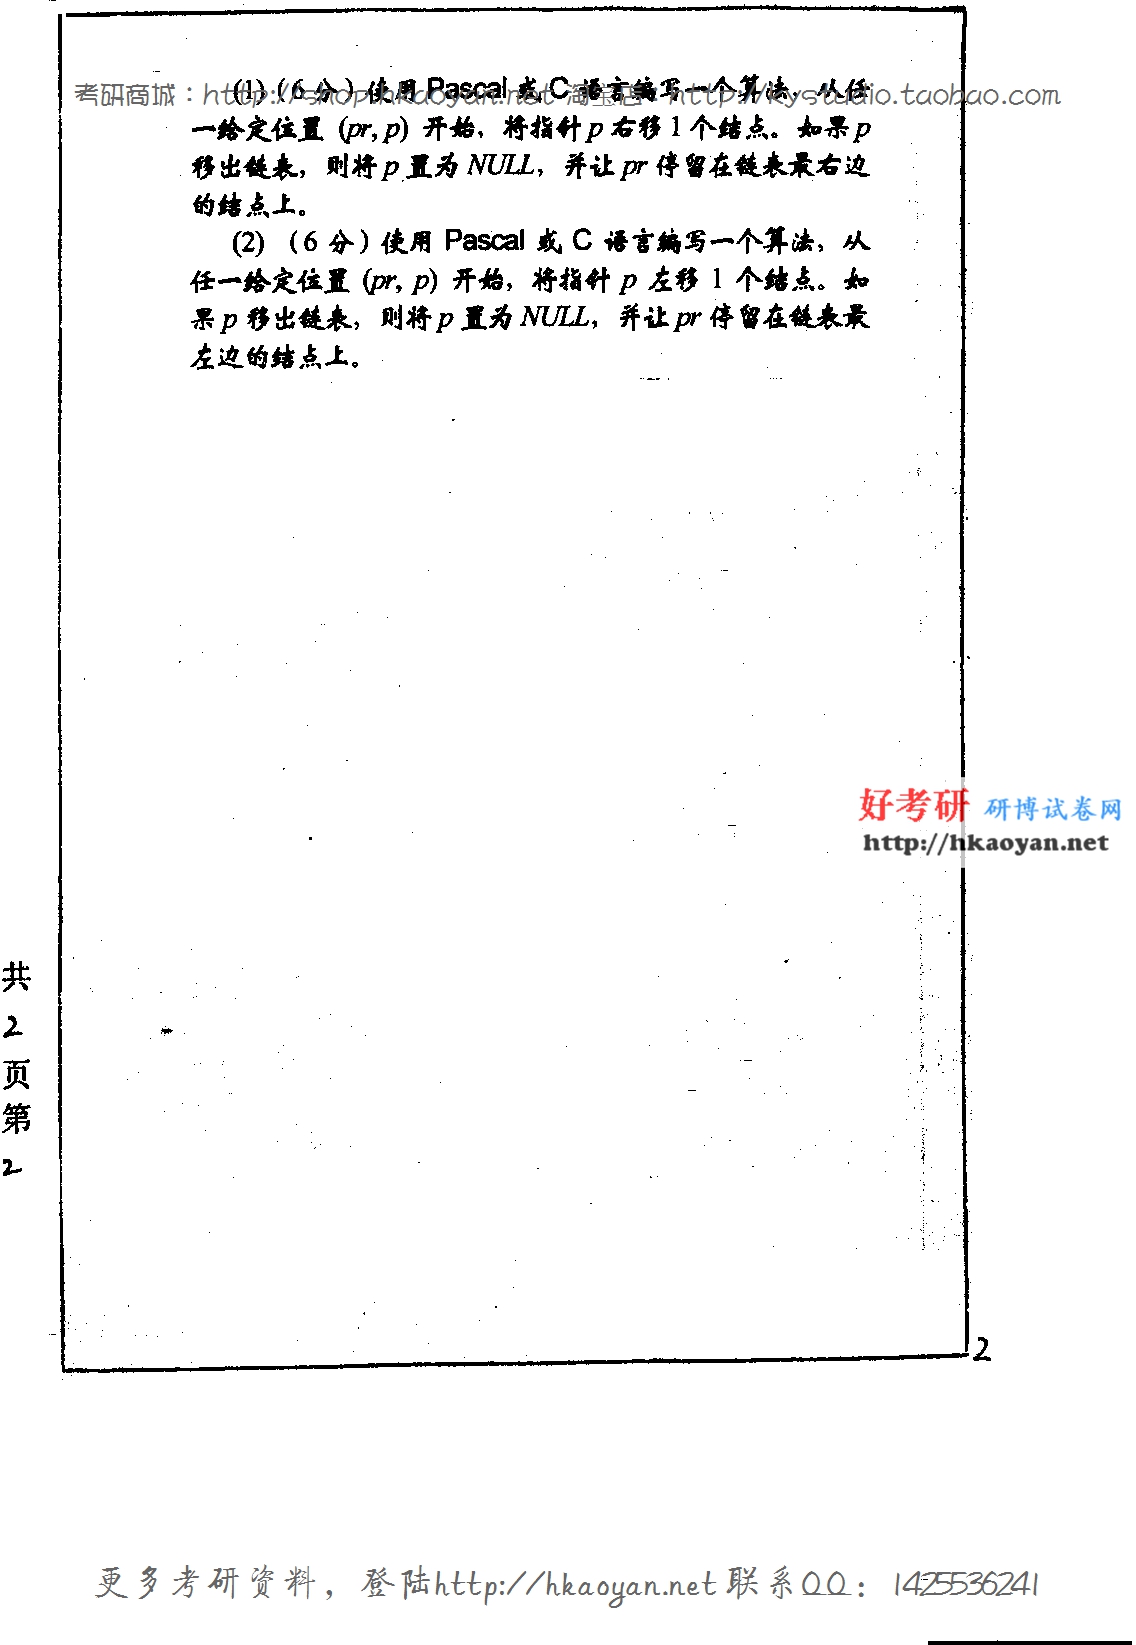 考研商城：http://shop.hkaoyan.net 淘宝店：http://kystudio.taobao.com
(1)（6 分）使用 Pascal 或 C 语言编写一个算法，从任
一给定位置 (pr, p) 开始，将指针 p 右移 1 个结点。如果 p
移出链表，则将 p 置为 NULL，并让 pr 停留在链表最右边
的结点上。
(2) （6 分）使用 Pascal 或 C 语言编写一个算法，从
任一给定位置 (pr, p) 开始，将指针 p 左移 1 个结点。如
果 p 移出链表，则将 p 置为 NULL，并让 pr 停留在链表最
左边的结点上。
好考研 研博试卷网
http://hkaoyan.net
共
2
页
第
2
2
更多考研资料，登陆http://hkaoyan.net 联系QQ：1425536241